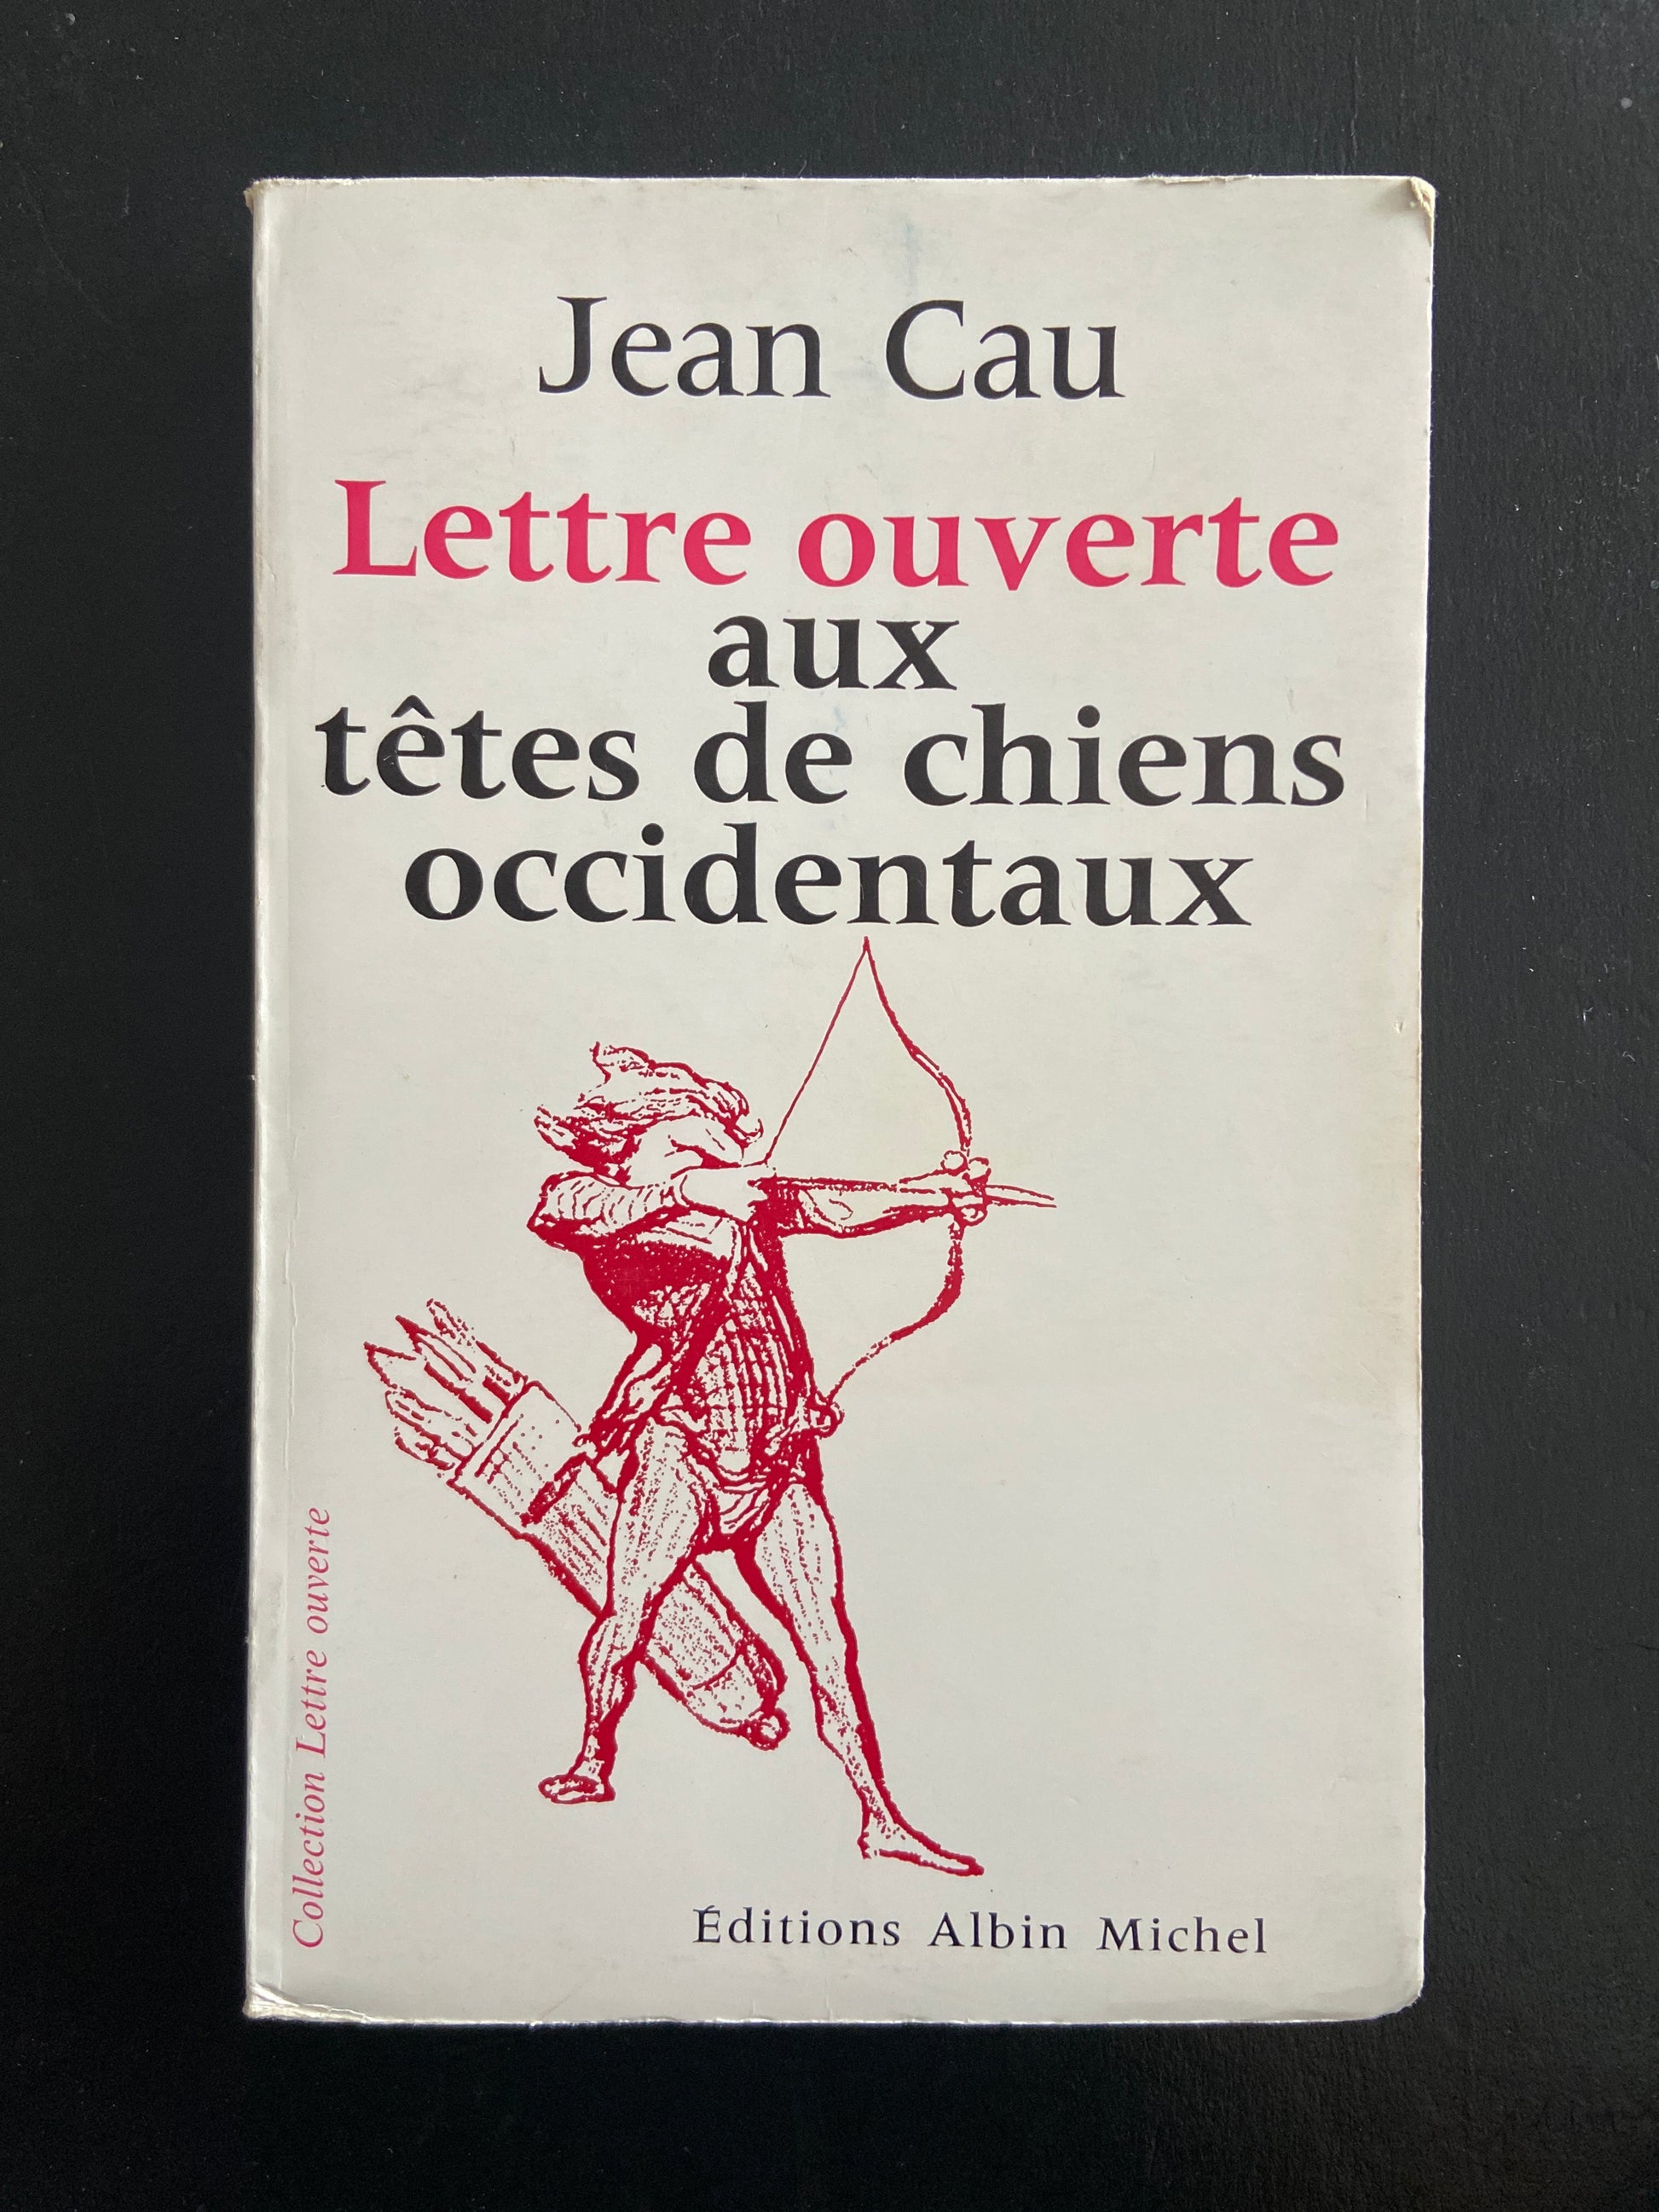 Jean Cau
Lettre ouverte
aux
têtes de chiens
occidentaux
Collection Lettre ouverte
Éditions Albin Michel